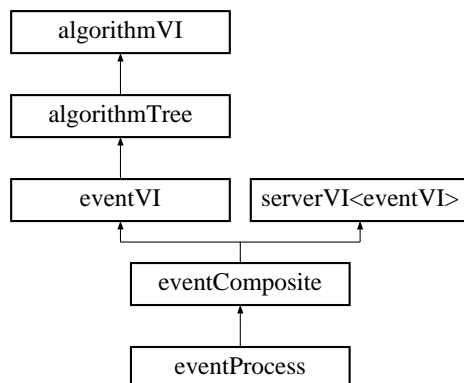 algorithmVI
algorithmTree
eventVI
serverVI<eventVI>
eventComposite
eventProcess